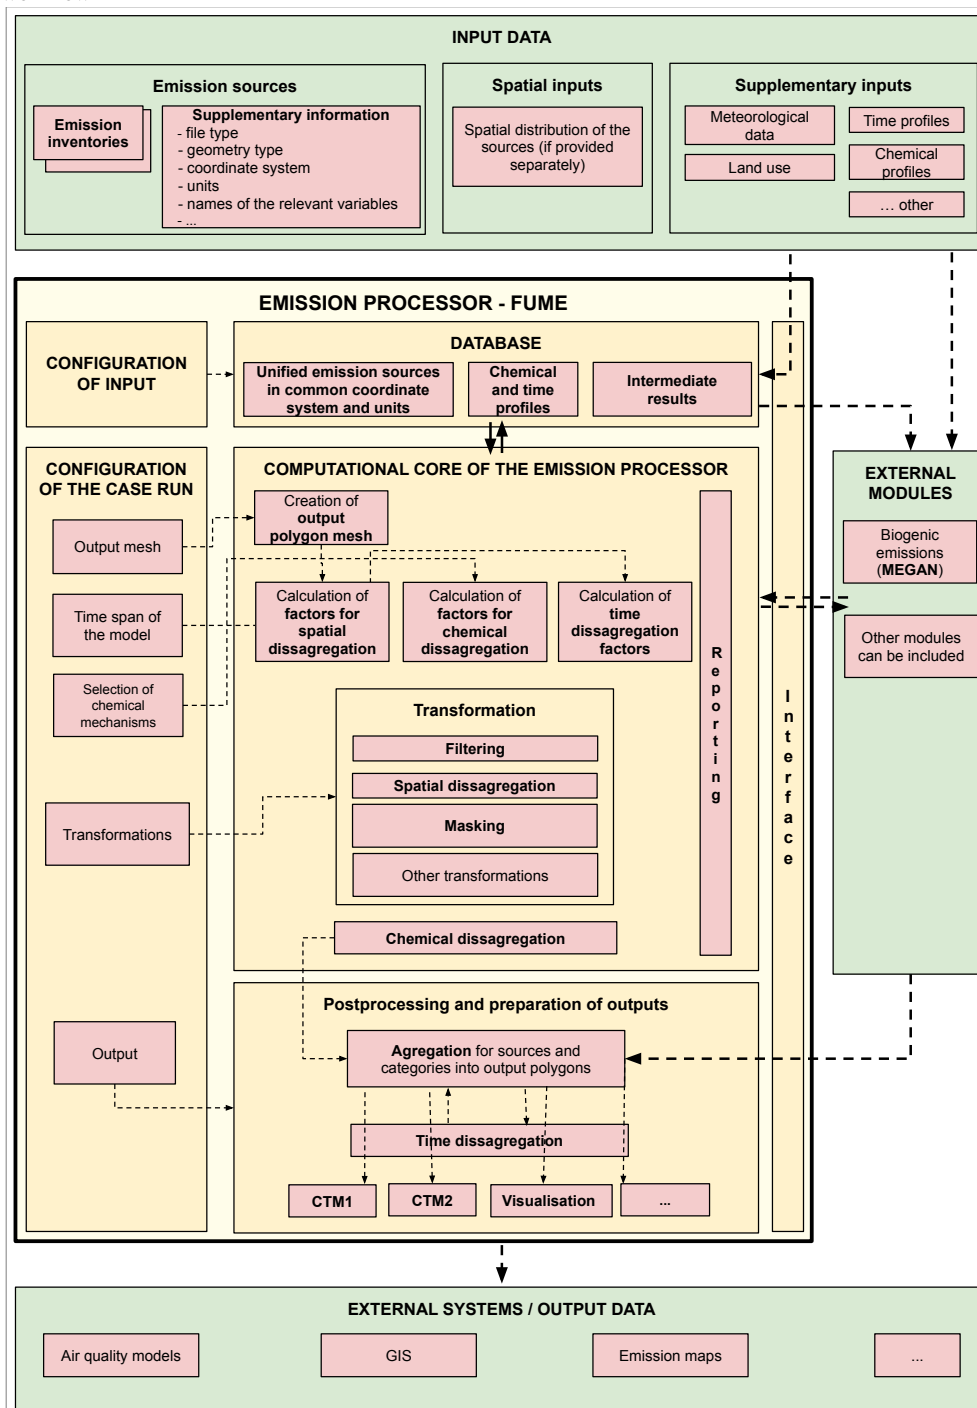 INPUT DATA
Emission sources
Emission
inventories
Supplementary information
- file type
- geometry type
- coordinate system
- units
- names of the relevant variables
- ...
Spatial inputs
Spatial distribution of the
sources (if provided
separately)
Supplementary inputs
Meteorological
data
Land use
Time profiles
Chemical
profiles
... other
EMISSION PROCESSOR - FUME
CONFIGURATION
OF INPUT
DATABASE
Unified emission sources
in common coordinate
system and units
Chemical
and time
profiles
Intermediate
results
CONFIGURATION
OF THE CASE RUN
Output mesh
Time span of
the model
Selection of
chemical
mechanisms
Transformations
Output
COMPUTATIONAL CORE OF THE EMISSION PROCESSOR
Creation of
output
polygon mesh
Calculation of
factors for
spatial
dissagregation
Calculation of
factors for
chemical
dissagregation
Calculation of
time
dissagregation
factors
Transformation
Filtering
Spatial dissagregation
Masking
Other transformations
Chemical dissagregation
Reporting
Interface
EXTERNAL
MODULES
Biogenic
emissions
(MEGAN)
Other modules
can be included
Postprocessing and preparation of outputs
Agregation for sources and
categories into output polygons
Time dissagregation
CTM1
CTM2
Visualisation
...
EXTERNAL SYSTEMS / OUTPUT DATA
Air quality models
GIS
Emission maps
...